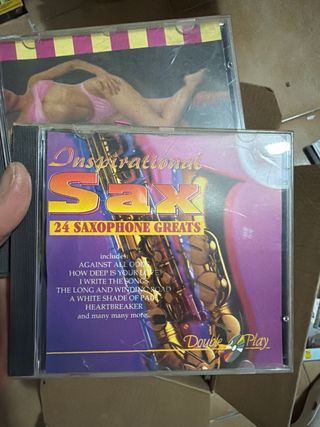 Inspirational
Sax
24 SAXOPHONE GREATS
includes:
AGAINST ALL ODDS
HOW DEEP IS YOUR LOVE?
I WRITE THE SONGS
THE LONG AND WINDING ROAD
A WHITE SHADE OF PALE
HEARTBREAKER
and many many more...
Double Play